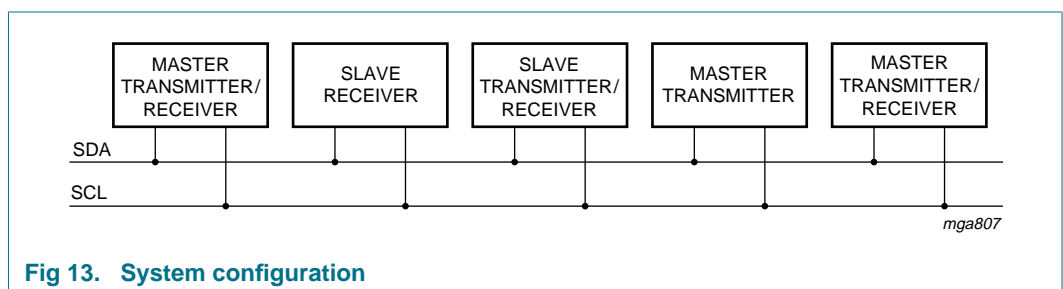 MASTER
TRANSMITTER/
RECEIVER
SLAVE
RECEIVER
SLAVE
TRANSMITTER/
RECEIVER
MASTER
TRANSMITTER
MASTER
TRANSMITTER/
RECEIVER
SDA
SCL
mga807
Fig 13. System configuration